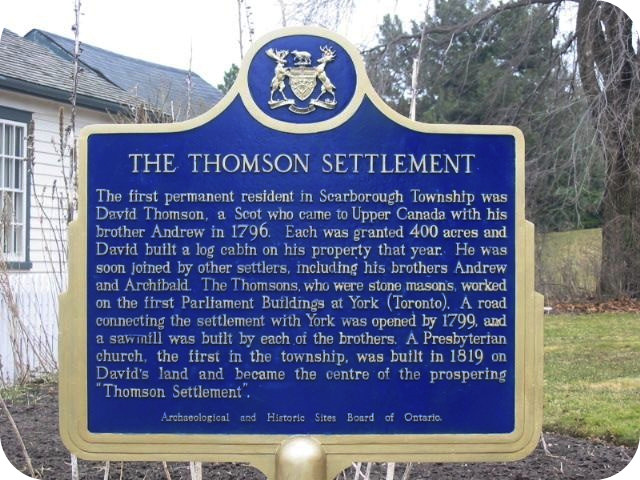 THE THOMSON SETTLEMENT
The first permanent resident in Scarborough Township was
David Thomson, a Scot who came to Upper Canada with his
brother Andrew in 1796. Each was granted 400 acres and
David built a log cabin on his property that year. He was
soon joined by other settlers, including his brothers Andrew
and Archibald. The Thomsons, who were stone masons, worked
on the first Parliament Buildings at York (Toronto). A road
connecting the settlement with York was opened by 1799, and
a sawmill was built by each of the brothers. A Presbyterian
church, the first in the township, was built in 1819 on
David's land and became the centre of the prospering
"Thomson Settlement".
Archaeological and Historic Sites Board of Ontario.